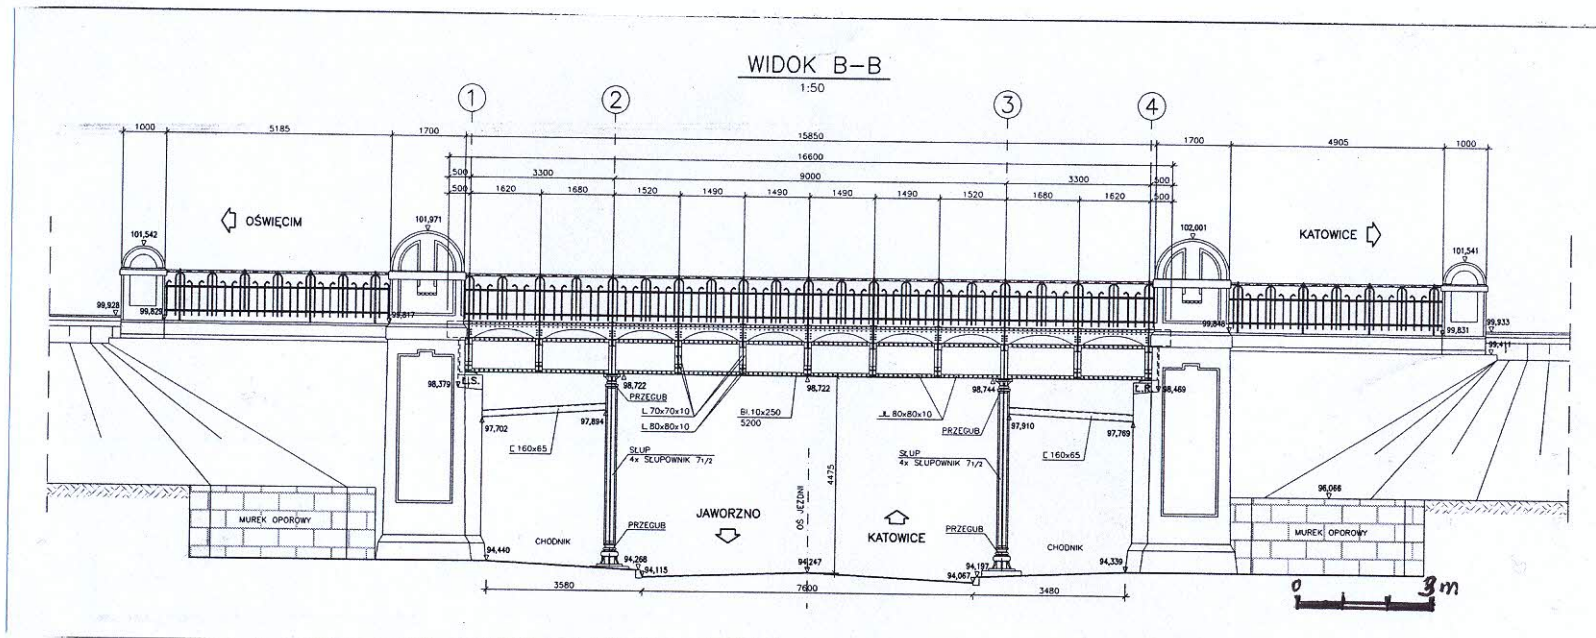 WIDOK B-B
1:50
1 2 3 4
1000 5185 1700 15850 1700 4905 1000
16600
500 3300 9000 3300 500
500 1620 1680 1520 1490 1490 1490 1490 1520 1680 1620 500
OŚWIĘCIM
KATOWICE
101,542 101,971 102,001 101,541
99,928 99,829 99,817 99,846 99,831 99,933
99,411
98,379 Ł.S. 98,722 98,722 98,744 98,469
PRZEGUB
L 70x70x10
L 80x80x10
Bl.10x250
5200
JL 80x80x10
PRZEGUB
97,702 97,894 97,910 97,769
C 160x65
C 160x65
SŁUP
4x SŁUPOWNIK 7 1/2
SŁUP
4x SŁUPOWNIK 7 1/2
4475
OŚ JEZDNI
96,066
MUREK OPOROWY
MUREK OPOROWY
JAWORZNO
KATOWICE
PRZEGUB
PRZEGUB
CHODNIK
CHODNIK
94,440 94,268 94,115 94,247 94,067 94,197 94,339
3580 7600 3480
0 3m